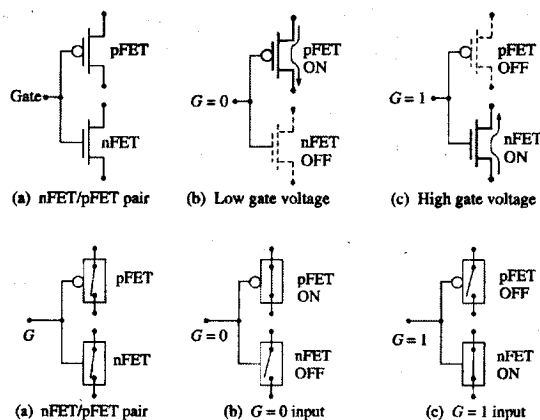 pFET
Gate
nFET
(a) nFET/pFET pair
pFET
ON
G = 0
nFET
OFF
(b) Low gate voltage
pFET
OFF
G = 1
nFET
ON
(c) High gate voltage
pFET
G
nFET
(a) nFET/pFET pair
pFET
ON
G = 0
nFET
OFF
(b) G = 0 input
pFET
OFF
G = 1
nFET
ON
(c) G = 1 input